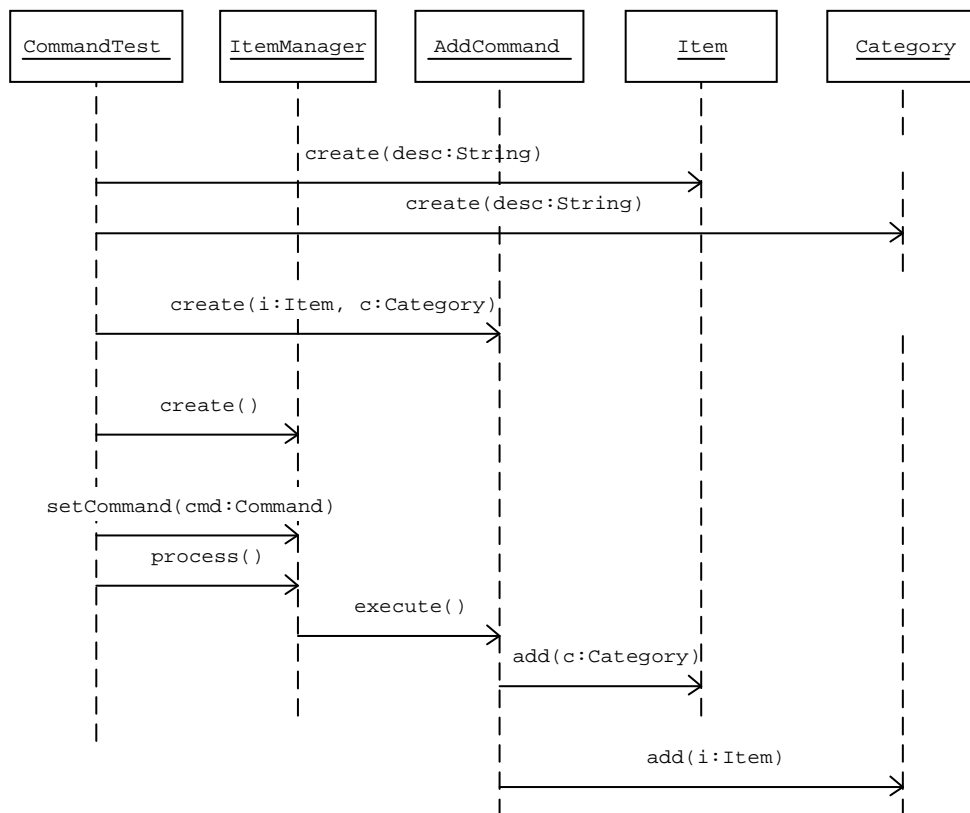 CommandTest
ItemManager
AddCommand
Item
Category
create(desc:String)
create(desc:String)
create(i:Item, c:Category)
create()
setCommand(cmd:Command)
process()
execute()
add(c:Category)
add(i:Item)